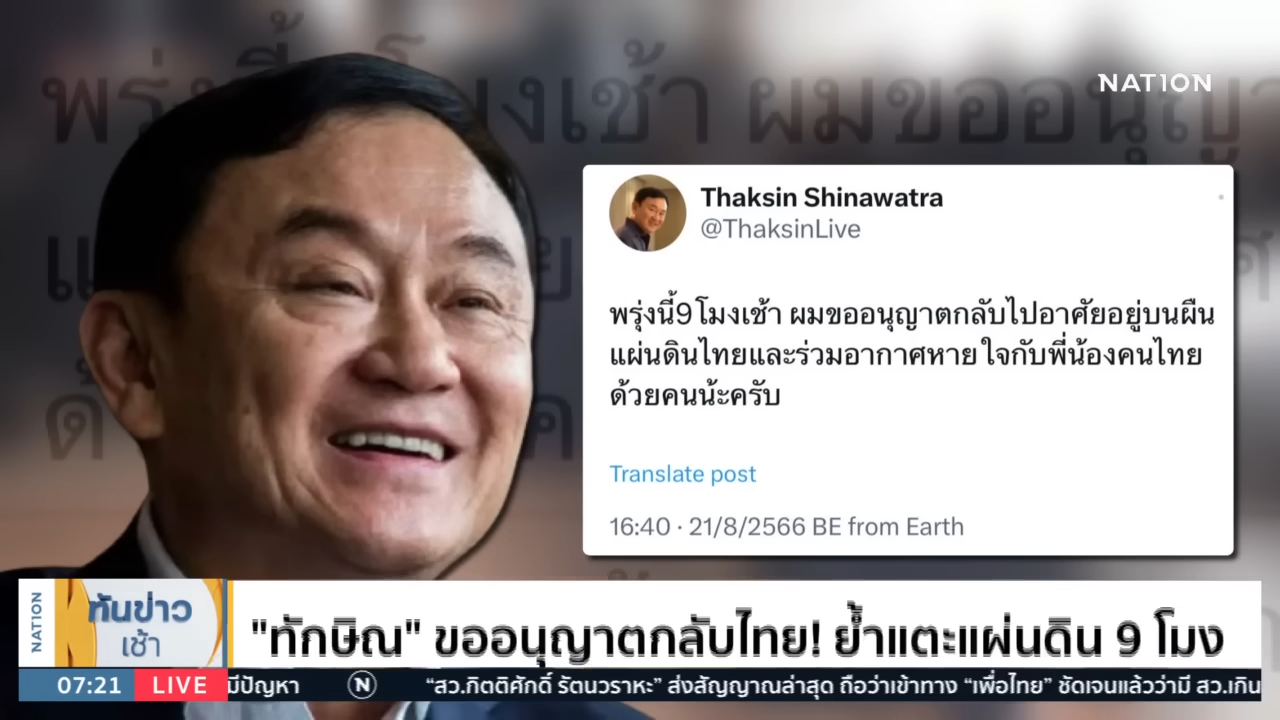 NATION
Thaksin Shinawatra
@ThaksinLive
พรุ่งนี้9โมงเช้า ผมขออนุญาตกลับไปอาศัยอยู่บนผืน
แผ่นดินไทยและร่วมอากาศหายใจกับพี่น้องคนไทย
ด้วยคนน้ะครับ
Translate post
16:40 · 21/8/2566 BE from Earth
NATION
ทันข่าว
เช้า
"ทักษิณ" ขออนุญาตกลับไทย! ย้ำแตะแผ่นดิน 9 โมง
07:21 LIVE มีปัญหา N “สว.กิตติศักดิ์ รัตนวราหะ” ส่งสัญญาณล่าสุด ถือว่าเข้าทาง “เพื่อไทย” ชัดเจนแล้วว่ามี สว.เกิน